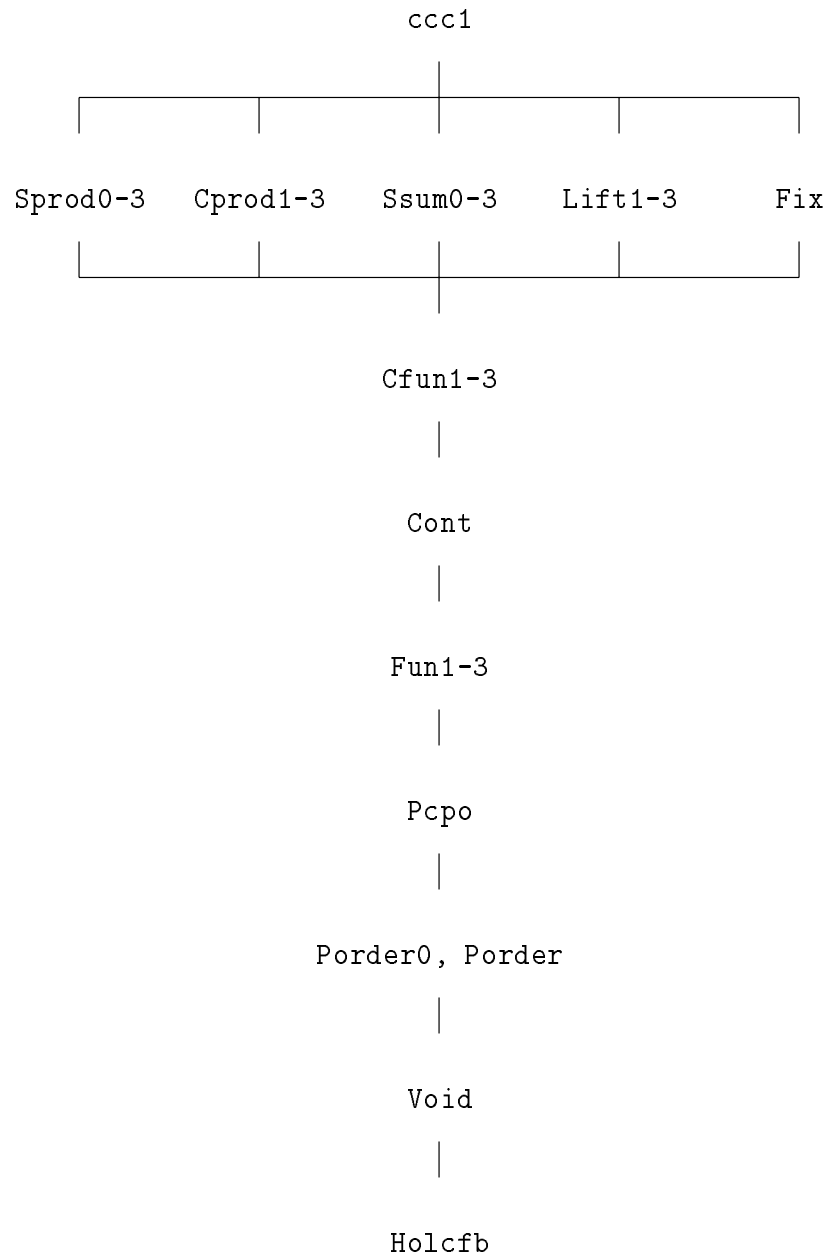 ccc1
Sprod0-3 Cprod1-3 Ssum0-3 Lift1-3 Fix
Cfun1-3
Cont
Fun1-3
Pcpo
Porder0, Porder
Void
Holcfb